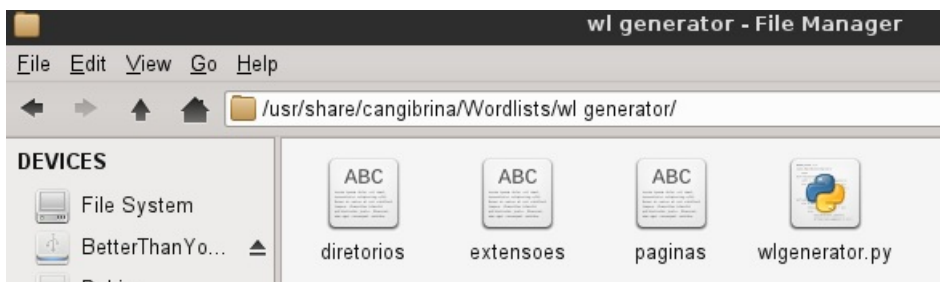 wl generator - File Manager
File Edit View Go Help
/usr/share/cangibrina/Wordlists/wl generator/
DEVICES
File System
BetterThanYo...
ABC
ABC
ABC
diretorios
extensoes
paginas
wlgenerator.py